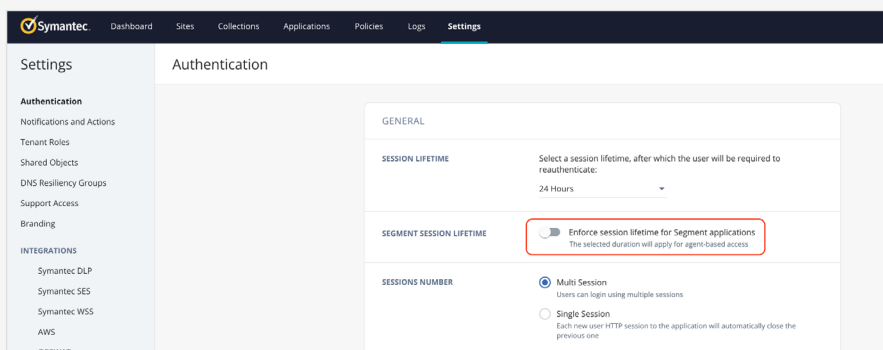 Symantec.
Dashboard
Sites
Collections
Applications
Policies
Logs
Settings
Settings
Authentication
Authentication
Notifications and Actions
Tenant Roles
Shared Objects
DNS Resiliency Groups
Support Access
Branding
INTEGRATIONS
Symantec DLP
Symantec SES
Symantec WSS
AWS
GENERAL
SESSION LIFETIME
Select a session lifetime, after which the user will be required to
reauthenticate:
24 Hours
SEGMENT SESSION LIFETIME
Enforce session lifetime for Segment applications
The selected duration will apply for agent-based access
SESSIONS NUMBER
Multi Session
Users can login using multiple sessions
Single Session
Each new user HTTP session to the application will automatically close the
previous one